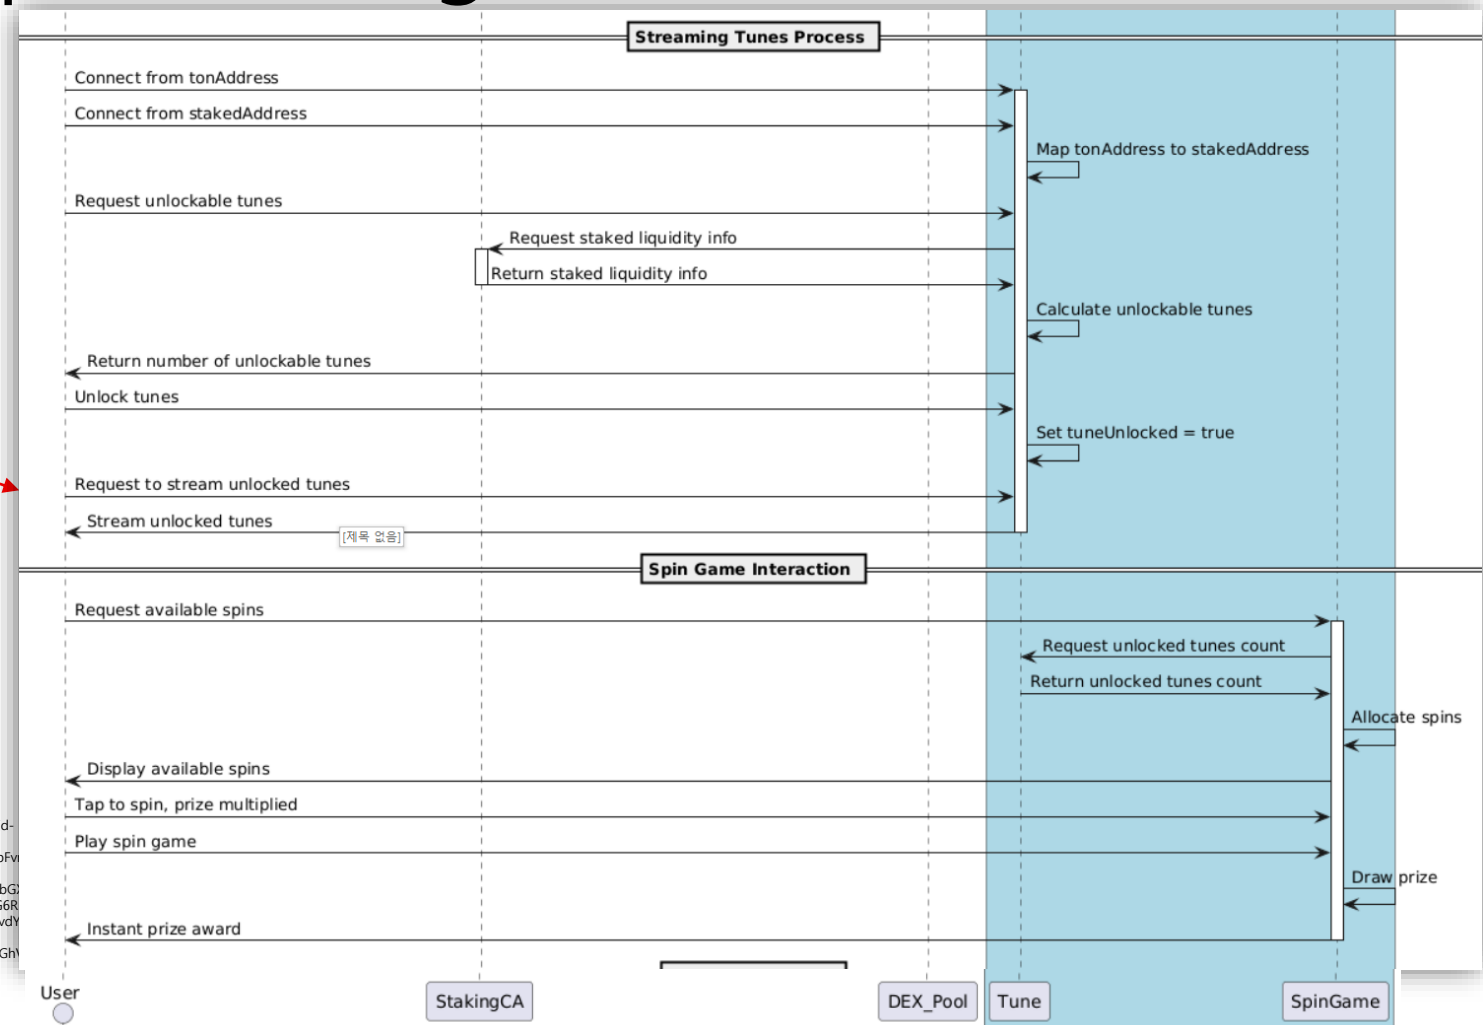 Streaming Tunes Process
Connect from tonAddress
Connect from stakedAddress
Map tonAddress to stakedAddress
Request unlockable tunes
Request staked liquidity info
Return staked liquidity info
Calculate unlockable tunes
Return number of unlockable tunes
Unlock tunes
Set tuneUnlocked = true
Request to stream unlocked tunes
Stream unlocked tunes
[제목 없음]
Spin Game Interaction
Request available spins
Request unlocked tunes count
Return unlocked tunes count
Allocate spins
Display available spins
Tap to spin, prize multiplied
d-
Play spin game
Draw prize
Instant prize award
User
StakingCA
DEX_Pool
Tune
SpinGame